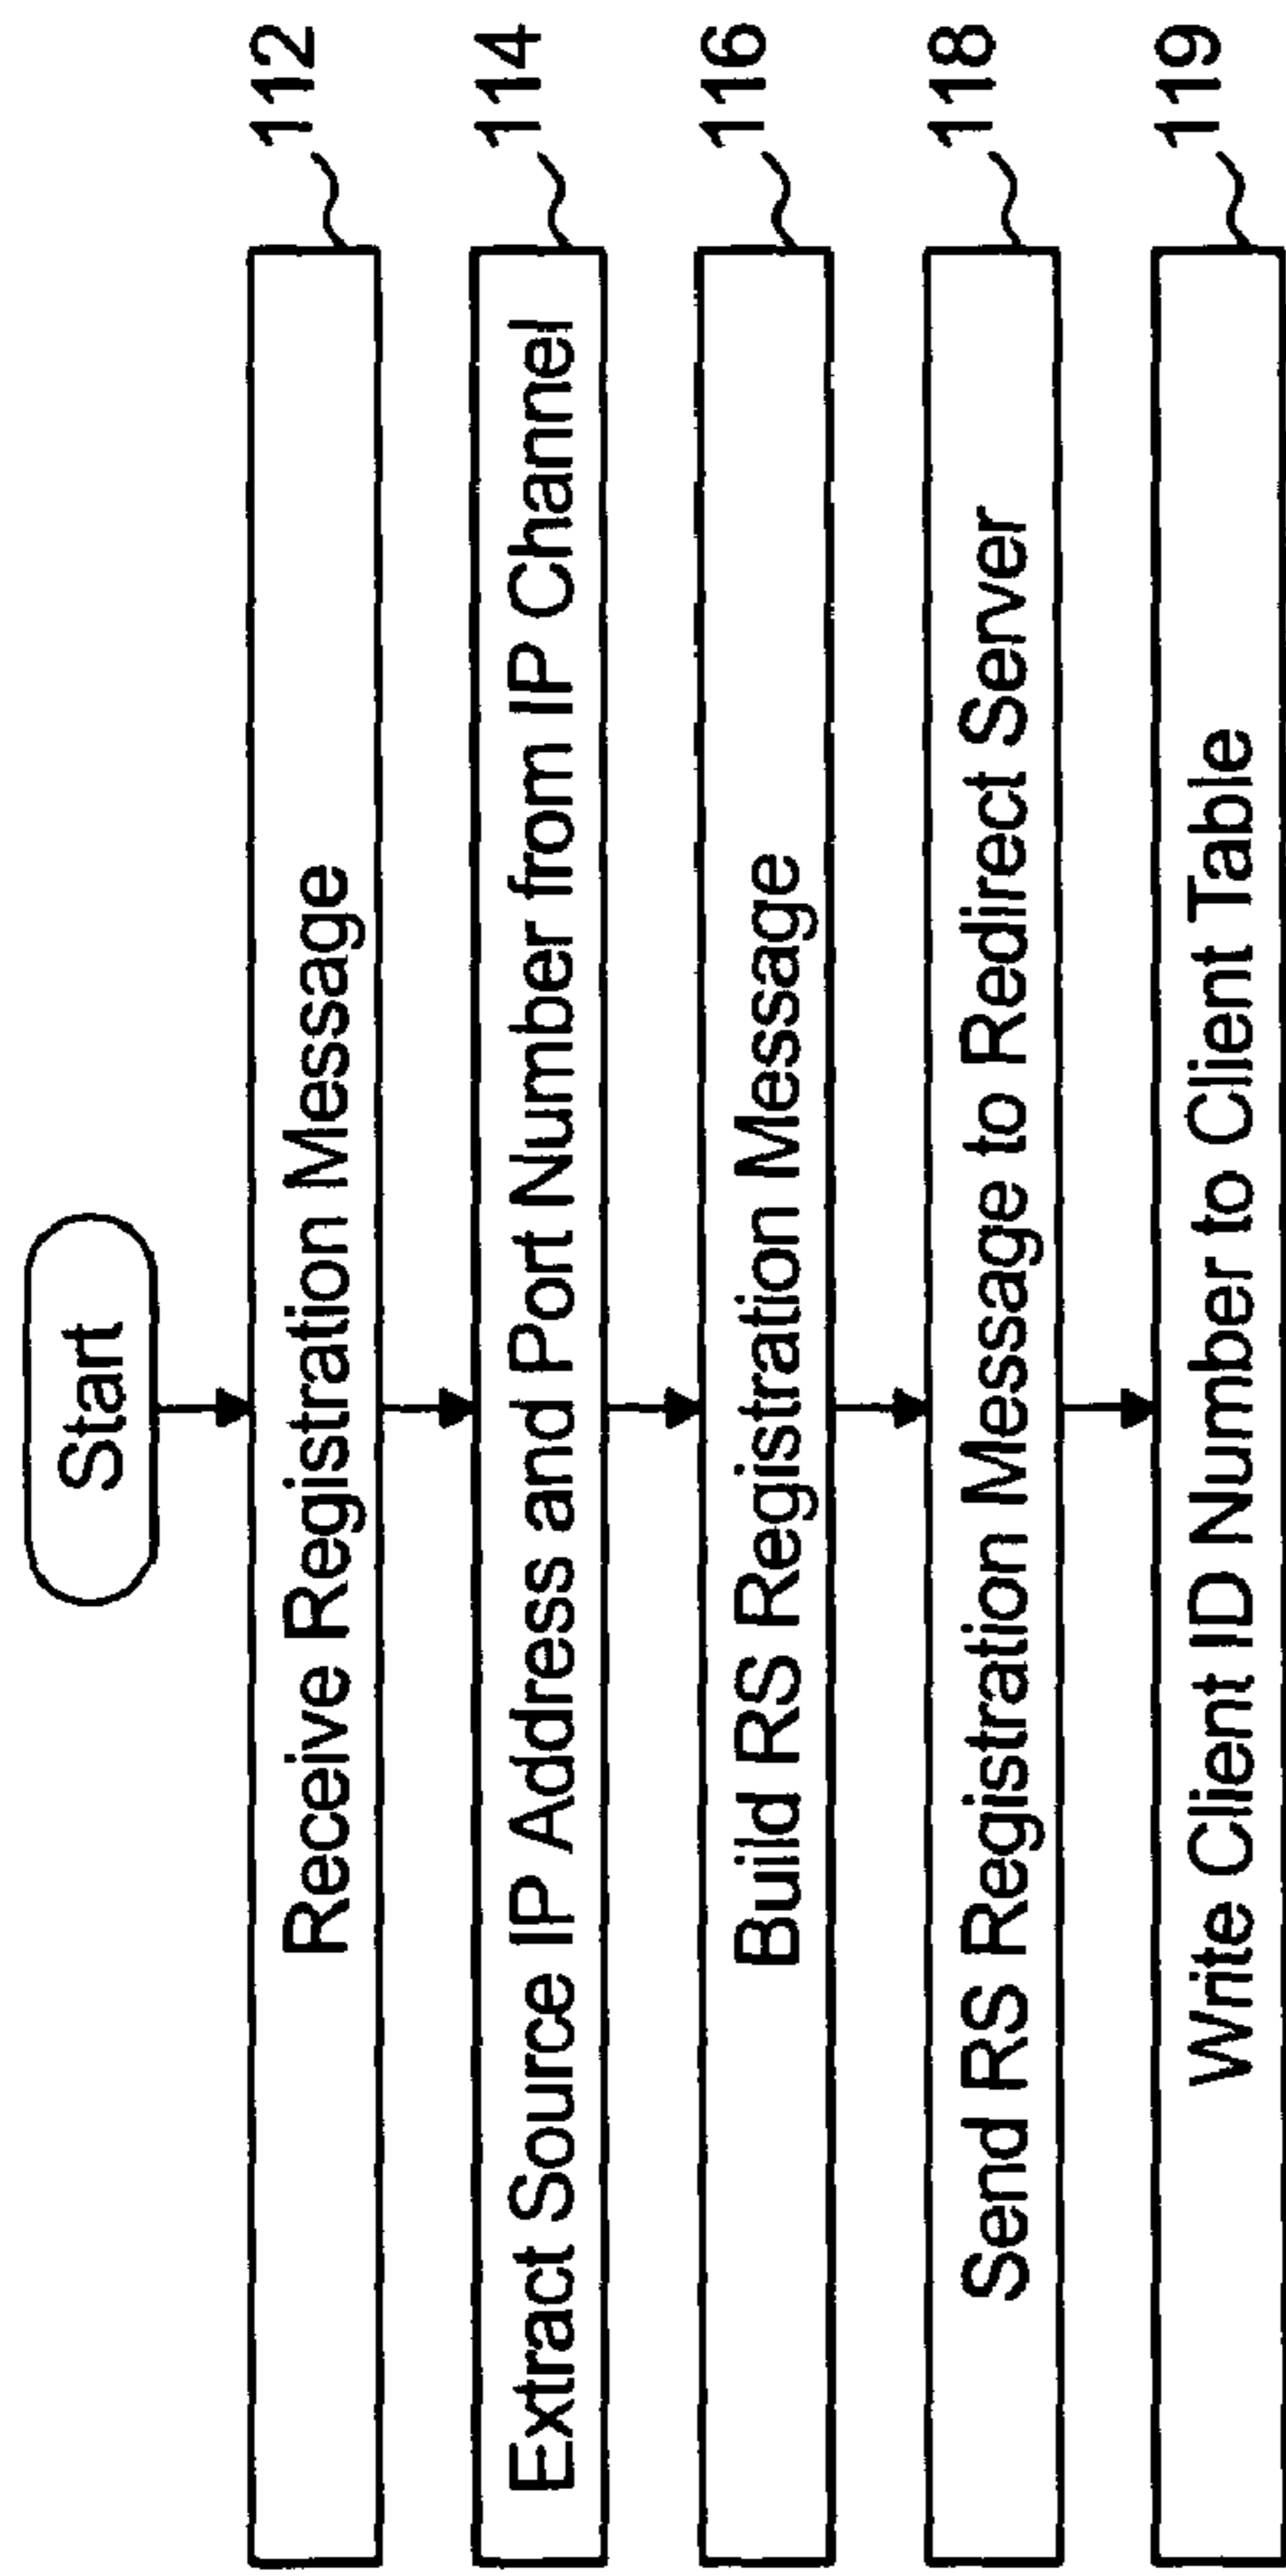 Start
Receive Registration Message
112
Extract Source IP Address and Port Number from IP Channel
114
Build RS Registration Message
116
Send RS Registration Message to Redirect Server
118
Write Client ID Number to Client Table
119